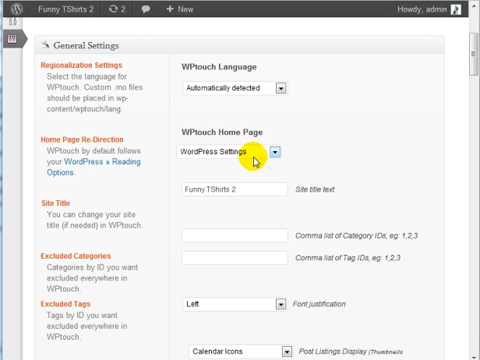 Funny TShirts 2 2 + New Howdy, admin
General Settings
Regionalization Settings
Select the language for
WPtouch. Custom .mo files
should be placed in wp-
content/wptouch/lang.
WPtouch Language
Automatically detected
Home Page Re-Direction
WPtouch by default follows
your WordPress » Reading
Options.
WPtouch Home Page
WordPress Settings
Site Title
You can change your site
title (if needed) in WPtouch.
Funny TShirts 2 Site title text
Excluded Categories
Categories by ID you want
excluded everywhere in
WPtouch.
Comma list of Category IDs, eg: 1,2,3
Comma list of Tag IDs, eg: 1,2,3
Excluded Tags
Tags by ID you want
excluded everywhere in
WPtouch.
Left Font justification
Calendar Icons Post Listings Display (Thumbnails